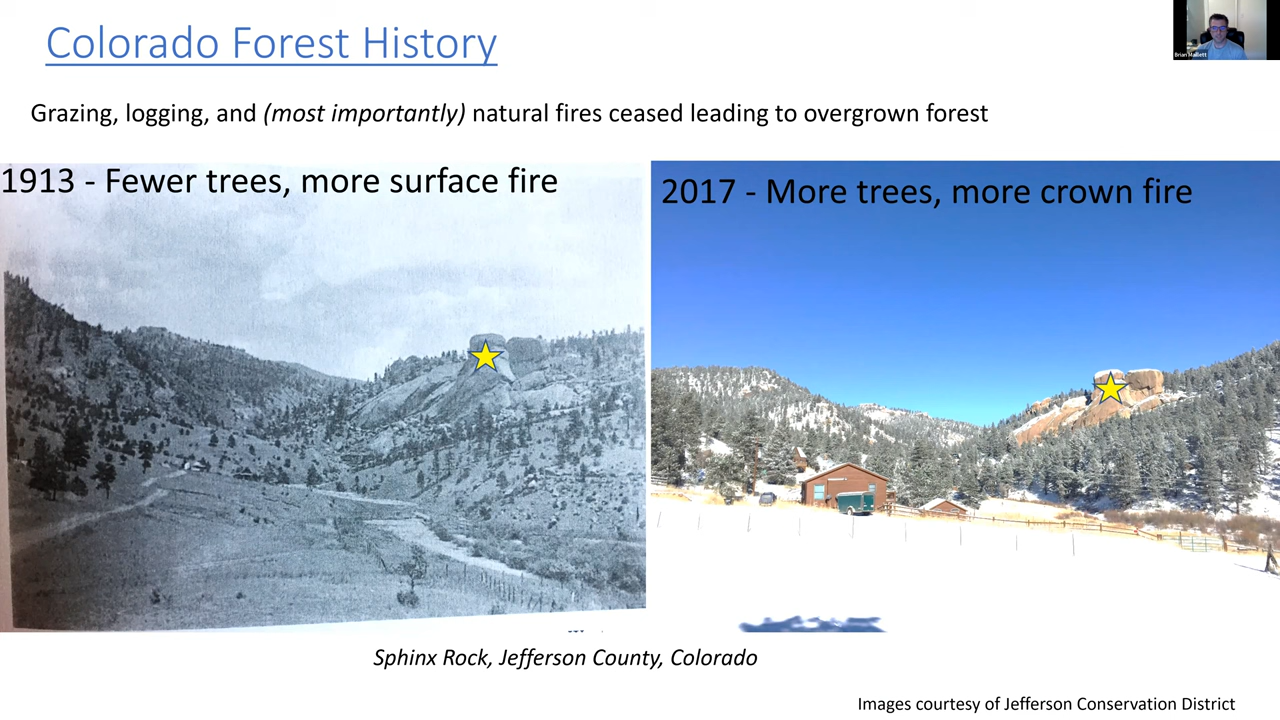 Colorado Forest History
Brian Mallett
Grazing, logging, and (most importantly) natural fires ceased leading to overgrown forest
1913 - Fewer trees, more surface fire
2017 - More trees, more crown fire
Sphinx Rock, Jefferson County, Colorado
Images courtesy of Jefferson Conservation District